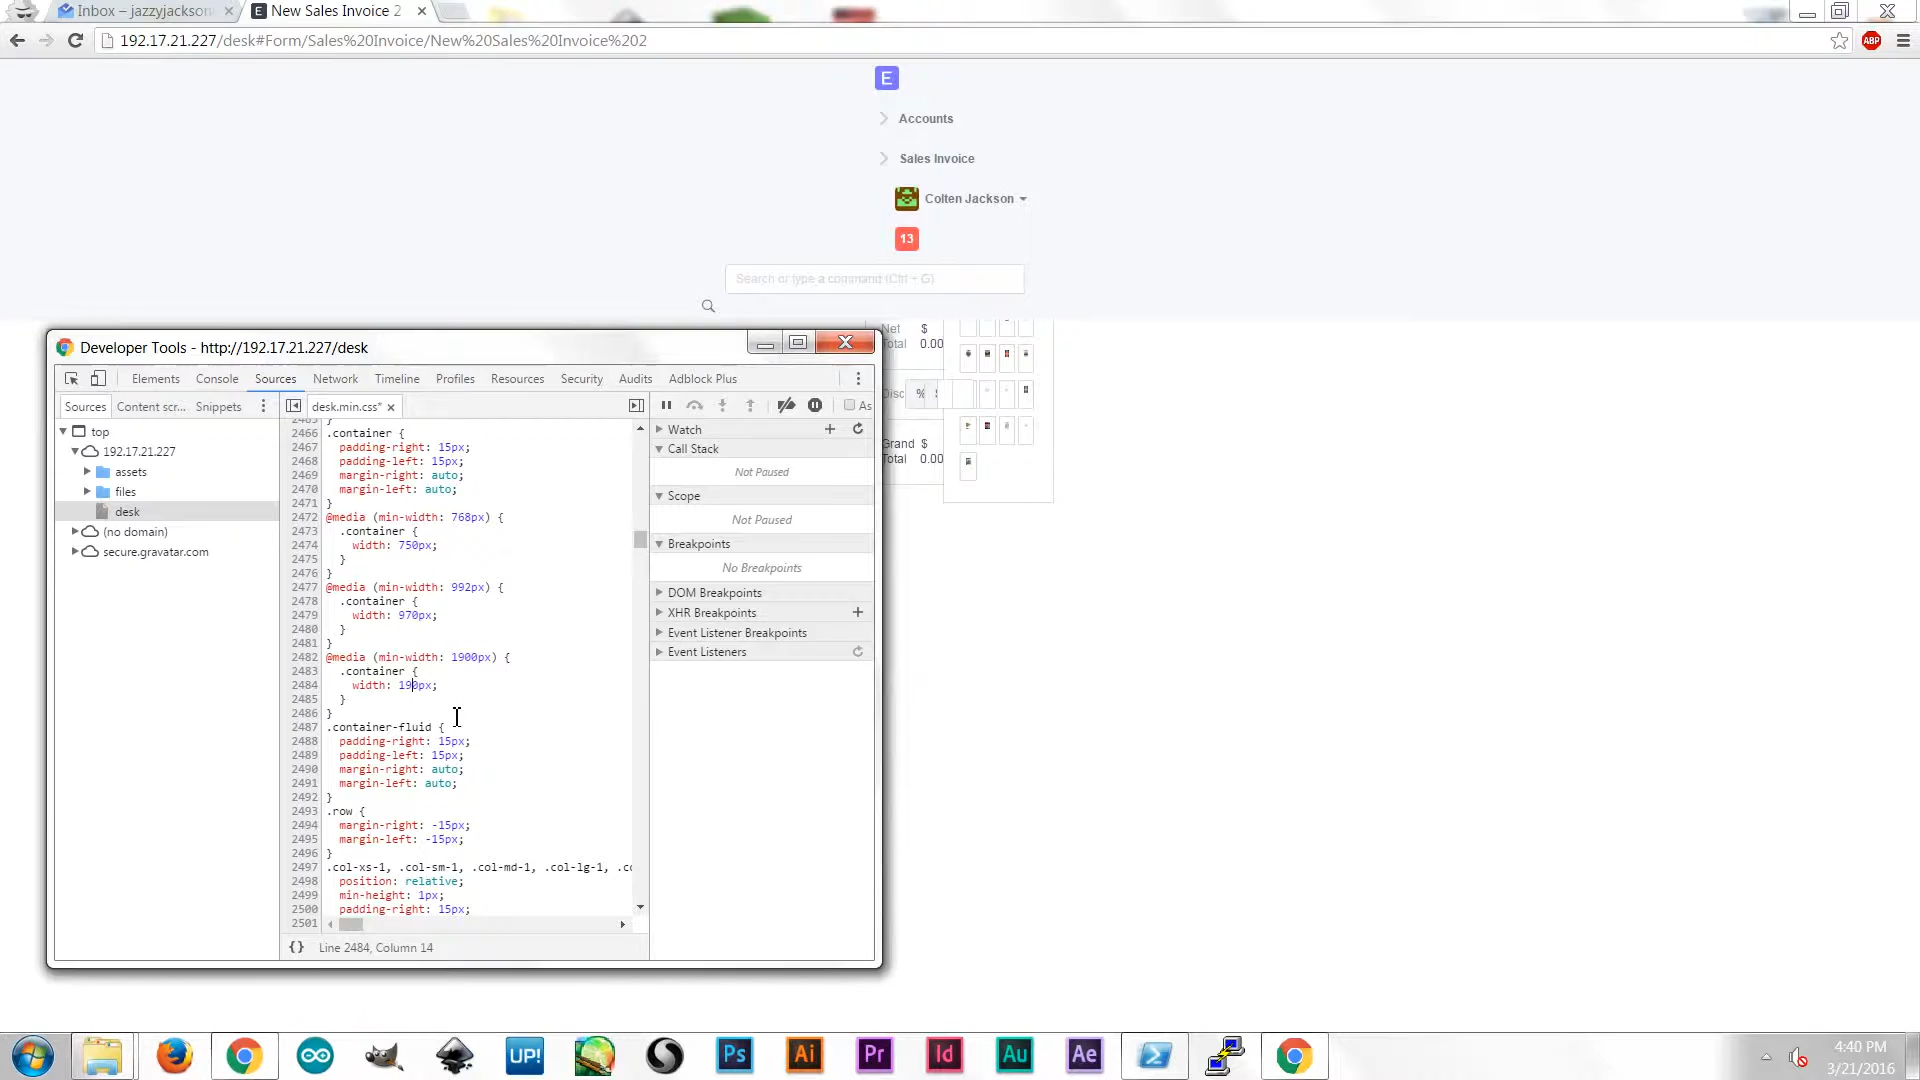 Inbox – jazzyjackson
New Sales Invoice 2
192.17.21.227/desk#Form/Sales%20Invoice/New%20Sales%20Invoice%202
ABP
E
Accounts
Sales Invoice
Colten Jackson
13
Search or type a command (Ctrl + G)
Developer Tools - http://192.17.21.227/desk
Net Total $ 0.00
Disc %
Grand Total $ 0.00
Elements Console Sources Network Timeline Profiles Resources Security Audits Adblock Plus
Sources Content scr... Snippets
desk.min.css*
As
top
192.17.21.227
assets
files
desk
(no domain)
secure.gravatar.com
2465 }
2466 .container {
2467 padding-right: 15px;
2468 padding-left: 15px;
2469 margin-right: auto;
2470 margin-left: auto;
2471 }
2472 @media (min-width: 768px) {
2473 .container {
2474 width: 750px;
2475 }
2476 }
2477 @media (min-width: 992px) {
2478 .container {
2479 width: 970px;
2480 }
2481 }
2482 @media (min-width: 1900px) {
2483 .container {
2484 width: 190px;
2485 }
2486 }
2487 .container-fluid {
2488 padding-right: 15px;
2489 padding-left: 15px;
2490 margin-right: auto;
2491 margin-left: auto;
2492 }
2493 .row {
2494 margin-right: -15px;
2495 margin-left: -15px;
2496 }
2497 .col-xs-1, .col-sm-1, .col-md-1, .col-lg-1, .co
2498 position: relative;
2499 min-height: 1px;
2500 padding-right: 15px;
2501
{} Line 2484, Column 14
Watch
Call Stack
Not Paused
Scope
Not Paused
Breakpoints
No Breakpoints
DOM Breakpoints
XHR Breakpoints
Event Listener Breakpoints
Event Listeners
UP!
Ps
Ai
Pr
Id
Au
Ae
4:40 PM
3/21/2016